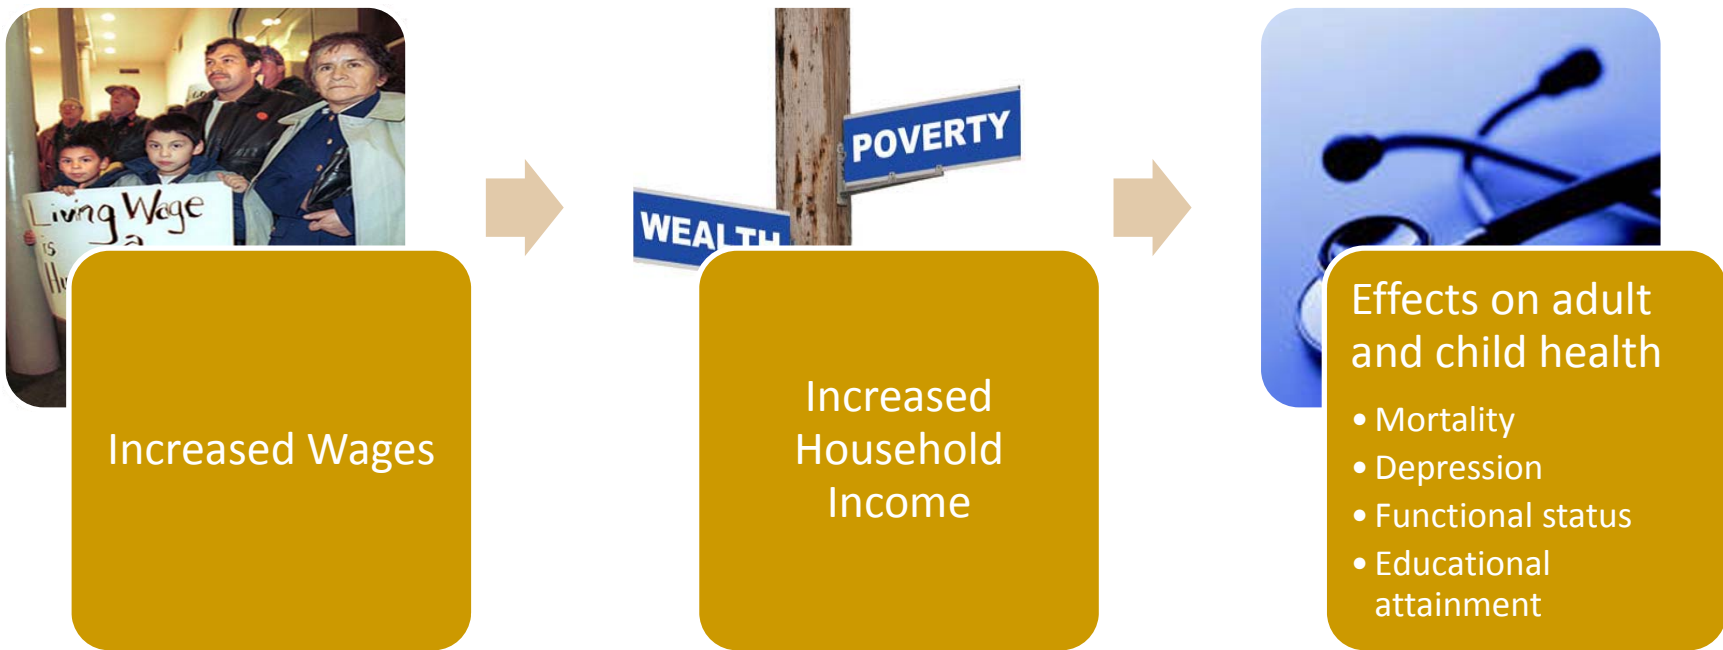 Living Wage
is a
Increased Wages
POVERTY
WEALTH
Increased
Household
Income
Effects on adult
and child health
• Mortality
• Depression
• Functional status
• Educational
attainment